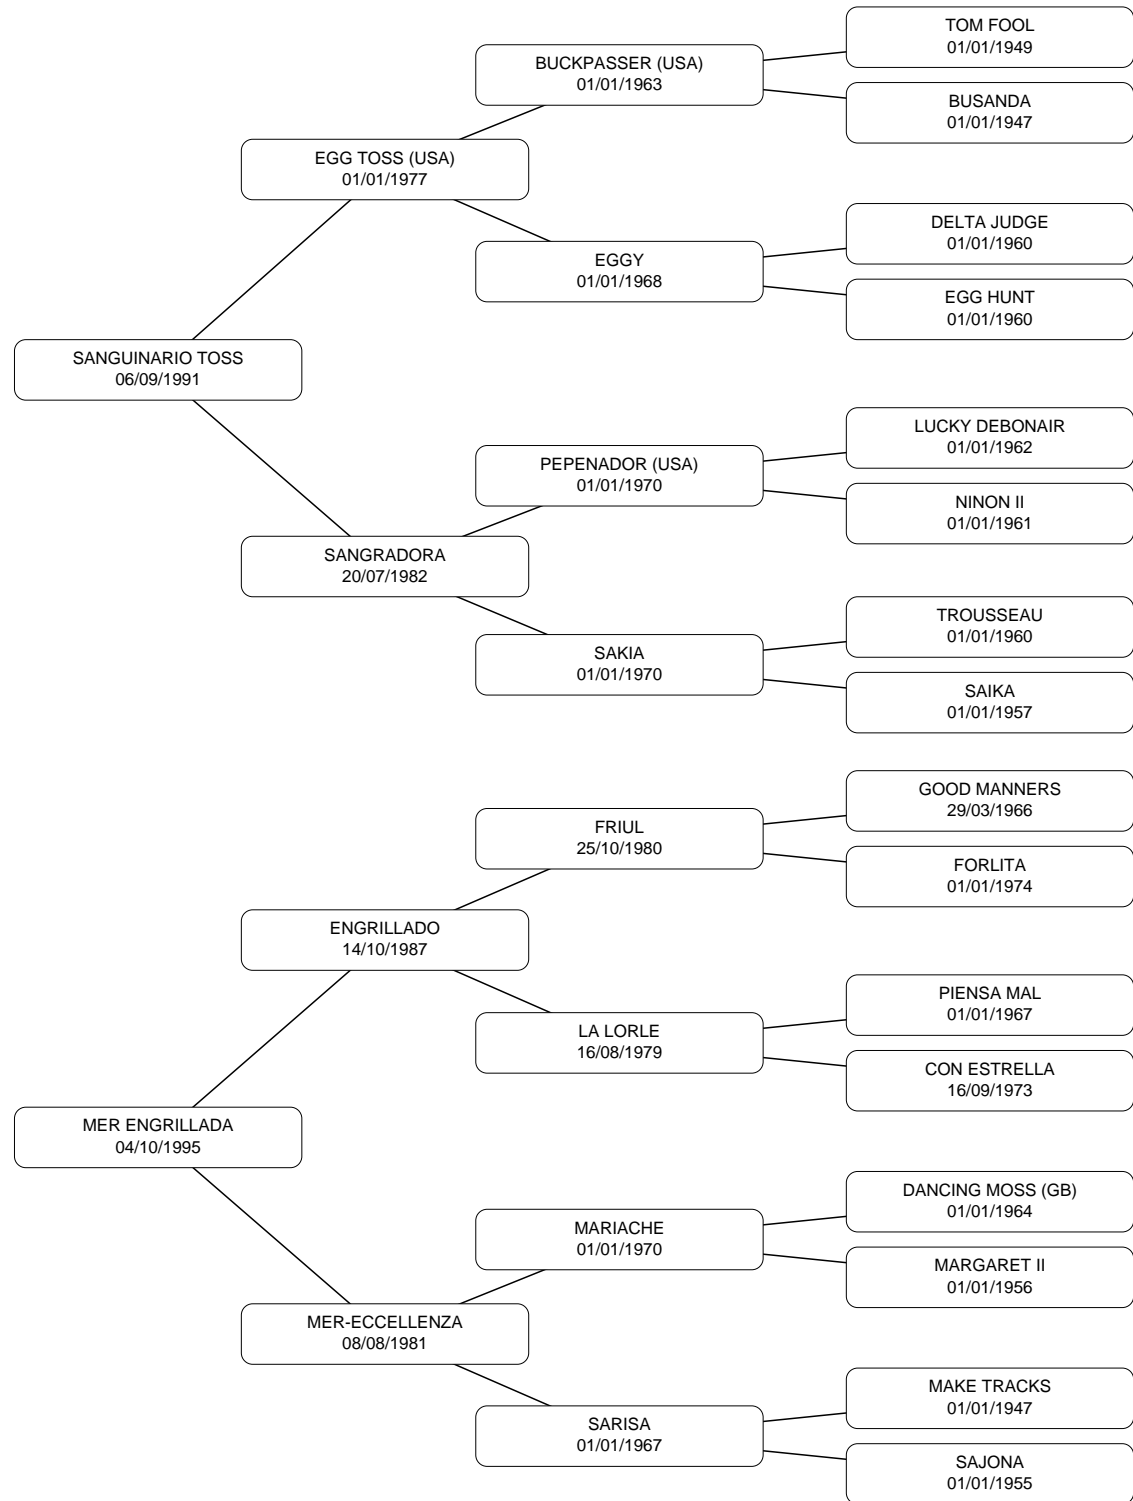 TOM FOOL
01/01/1949
BUCKPASSER (USA)
01/01/1963
BUSANDA
01/01/1947
EGG TOSS (USA)
01/01/1977
DELTA JUDGE
01/01/1960
EGGY
01/01/1968
EGG HUNT
01/01/1960
SANGUINARIO TOSS
06/09/1991
LUCKY DEBONAIR
01/01/1962
PEPENADOR (USA)
01/01/1970
NINON II
01/01/1961
SANGRADORA
20/07/1982
TROUSSEAU
01/01/1960
SAKIA
01/01/1970
SAIKA
01/01/1957
GOOD MANNERS
29/03/1966
FRIUL
25/10/1980
FORLITA
01/01/1974
ENGRILLADO
14/10/1987
PIENSA MAL
01/01/1967
LA LORLE
16/08/1979
CON ESTRELLA
16/09/1973
MER ENGRILLADA
04/10/1995
DANCING MOSS (GB)
01/01/1964
MARIACHE
01/01/1970
MARGARET II
01/01/1956
MER-ECCELLENZA
08/08/1981
MAKE TRACKS
01/01/1947
SARISA
01/01/1967
SAJONA
01/01/1955